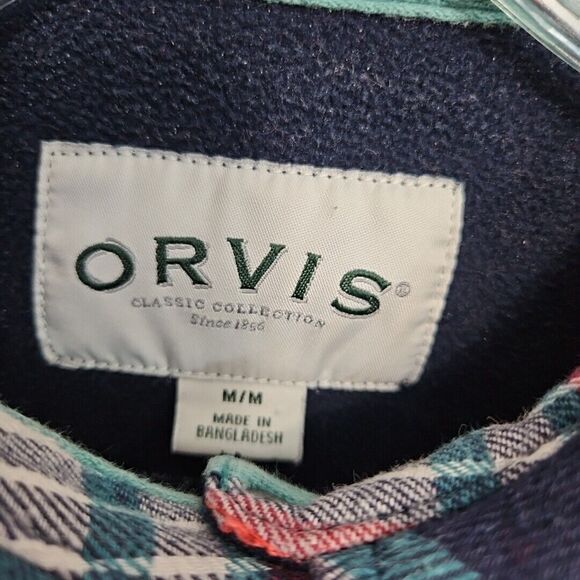 ORVIS®
CLASSIC COLLECTION
Since 1856
M/M
MADE IN
BANGLADESH